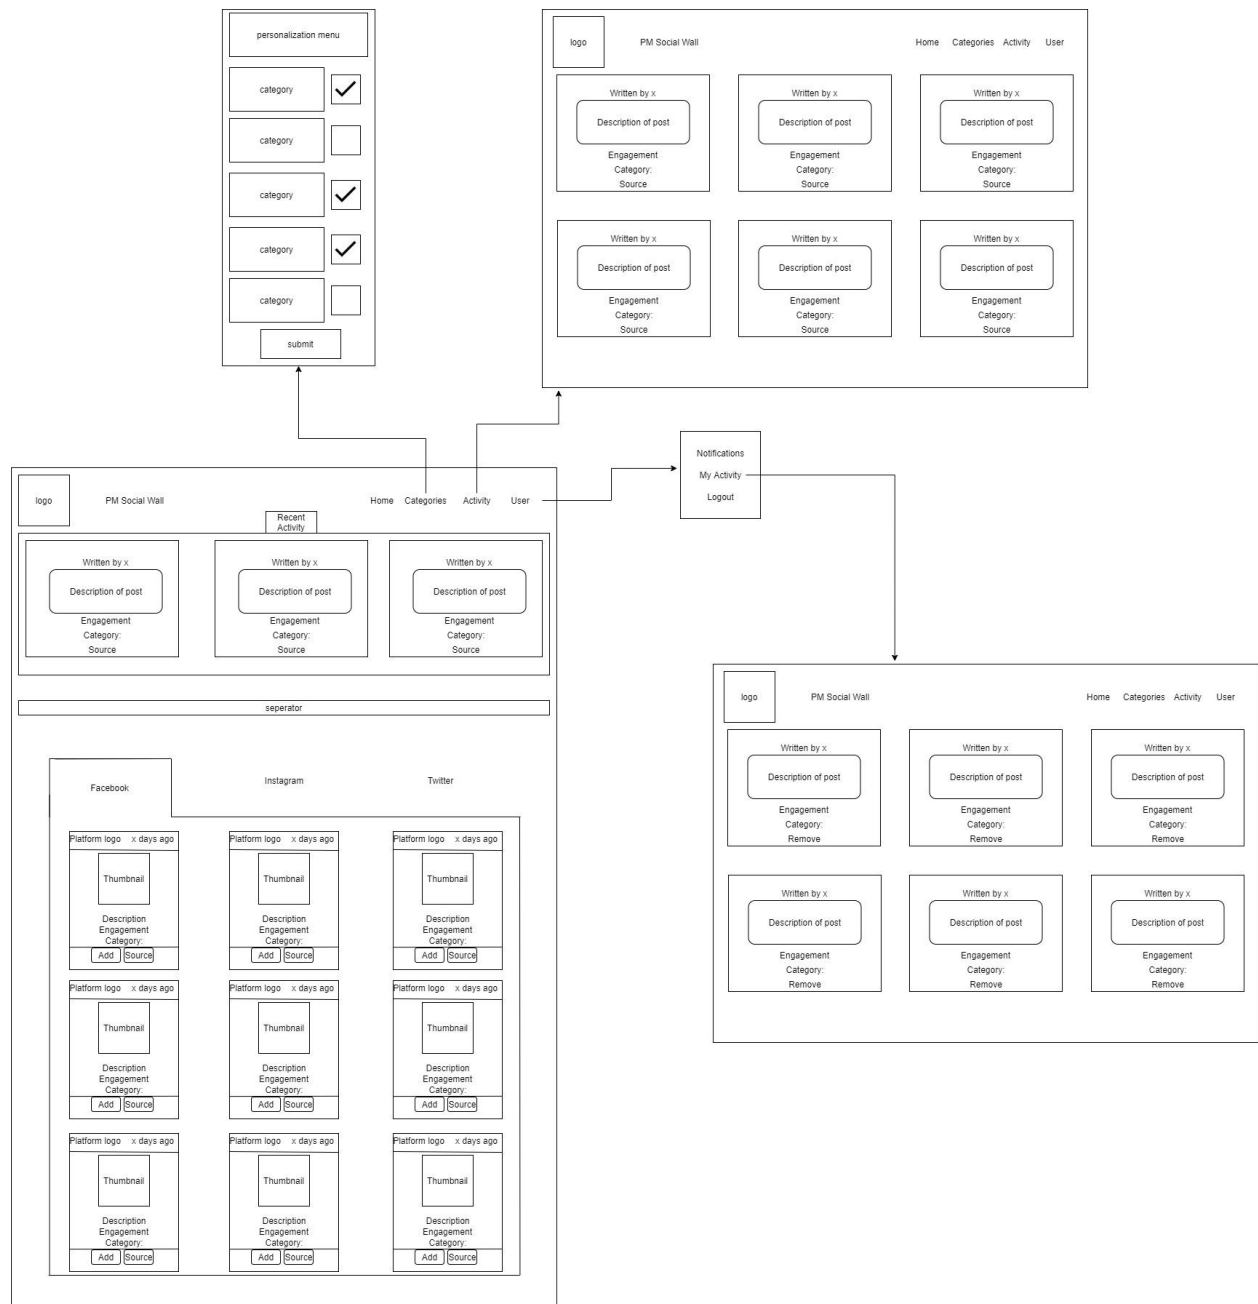 personalization menu
category
category
category
category
category
submit
logo PM Social Wall Home Categories Activity User
Written by x Written by x Written by x
Description of post Description of post Description of post
Engagement Engagement Engagement
Category: Category: Category:
Source Source Source
Written by x Written by x Written by x
Description of post Description of post Description of post
Engagement Engagement Engagement
Category: Category: Category:
Source Source Source
Notifications
My Activity
Logout
logo PM Social Wall Home Categories Activity User
Recent
Activity
Written by x Written by x Written by x
Description of post Description of post Description of post
Engagement Engagement Engagement
Category: Category: Category:
Source Source Source
seperator
Facebook Instagram Twitter
Platform logo x days ago Platform logo x days ago Platform logo x days ago
Thumbnail Thumbnail Thumbnail
Description Description Description
Engagement Engagement Engagement
Category: Category: Category:
Add Source Add Source Add Source
Platform logo x days ago Platform logo x days ago Platform logo x days ago
Thumbnail Thumbnail Thumbnail
Description Description Description
Engagement Engagement Engagement
Category: Category: Category:
Add Source Add Source Add Source
Platform logo x days ago Platform logo x days ago Platform logo x days ago
Thumbnail Thumbnail Thumbnail
Description Description Description
Engagement Engagement Engagement
Category: Category: Category:
Add Source Add Source Add Source
logo PM Social Wall Home Categories Activity User
Written by x Written by x Written by x
Description of post Description of post Description of post
Engagement Engagement Engagement
Category: Category: Category:
Remove Remove Remove
Written by x Written by x Written by x
Description of post Description of post Description of post
Engagement Engagement Engagement
Category: Category: Category:
Remove Remove Remove